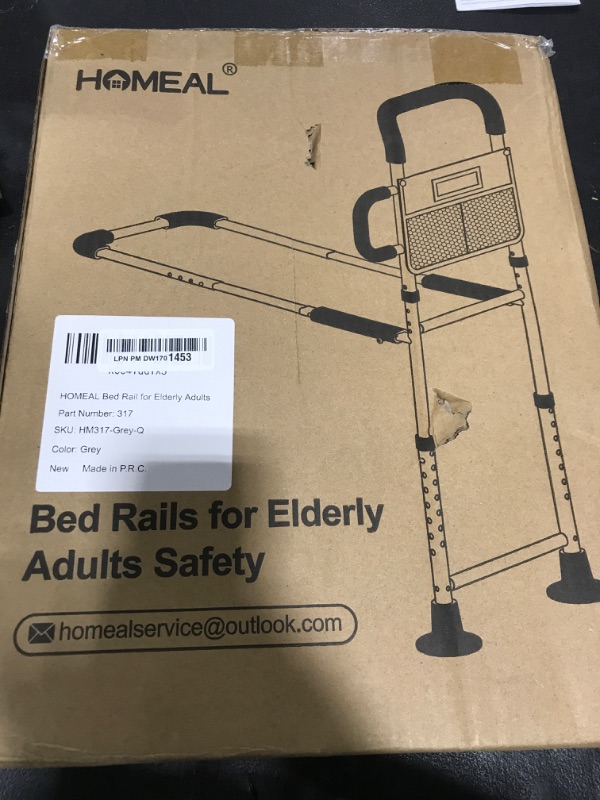 HOMEAL®
LPN PM DW1701453
HOMEAL Bed Rail for Elderly Adults
Part Number: 317
SKU: HM317-Grey-Q
Color: Grey
New Made in P.R.C.
Bed Rails for Elderly
Adults Safety
homealservice@outlook.com